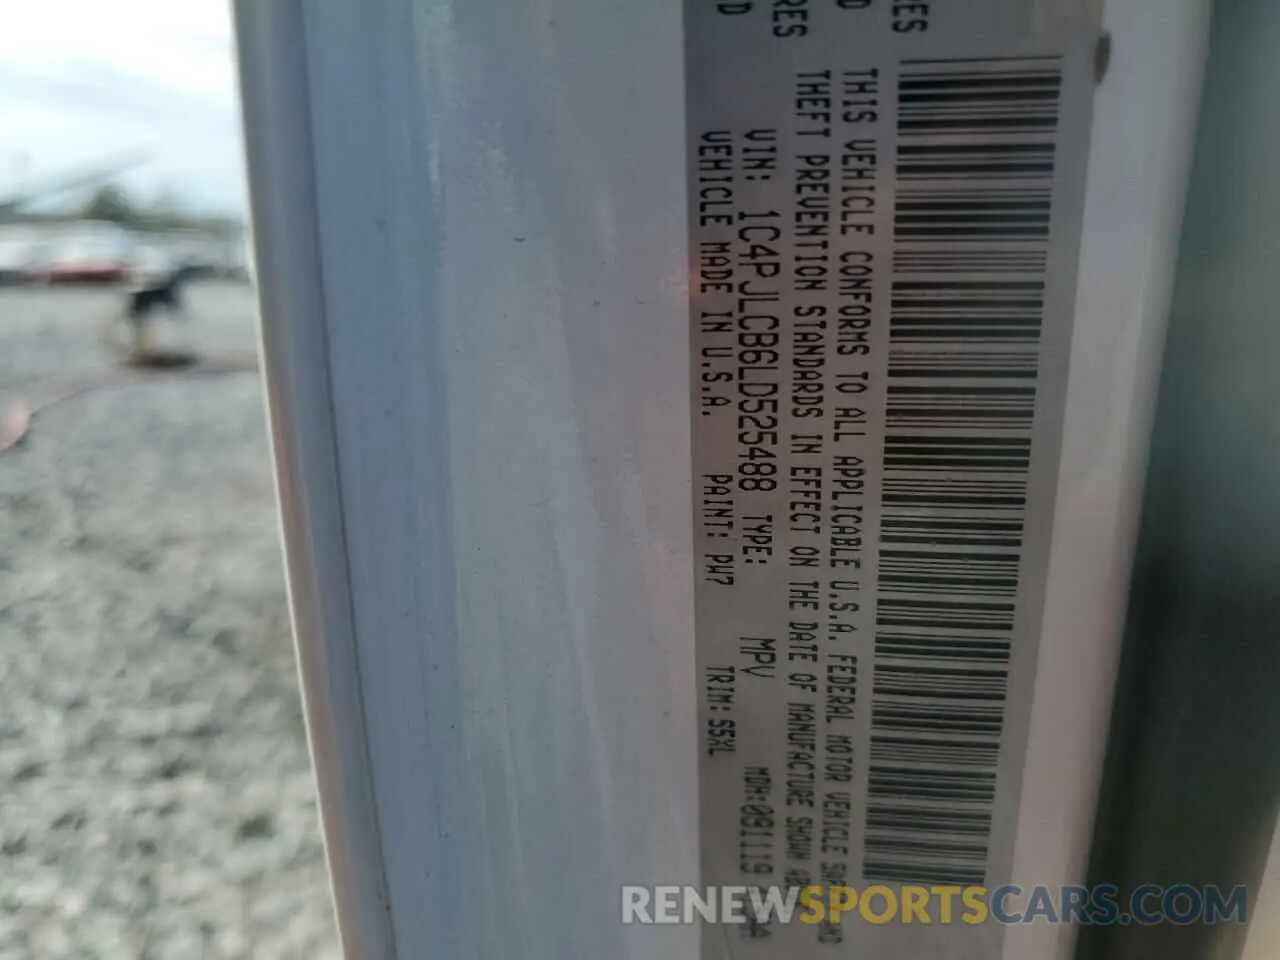 THIS VEHICLE CONFORMS TO ALL APPLICABLE U.S.A. FEDERAL MOTOR VEHICLE
THEFT PREVENTION STANDARDS IN EFFECT ON THE DATE OF MANUFACTURE SHOWN
VIN: 1C4PJLCB6LD525488 TYPE: MPV MDH: 091119
VEHICLE MADE IN U.S.A. PAINT: PW7 TRIM: S5XL
RENEWSPORTSCARS.COM